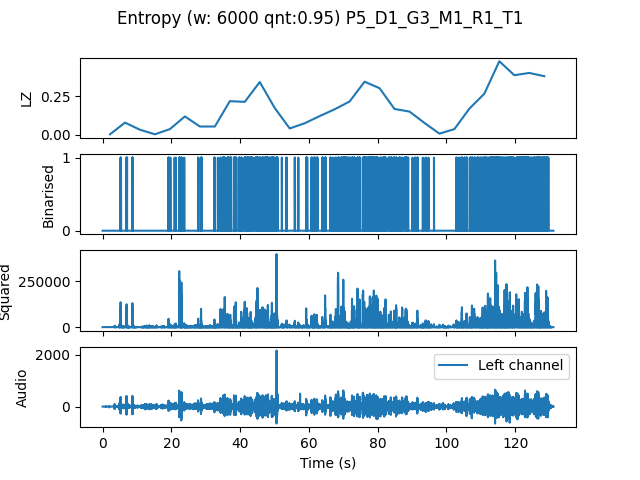 Entropy (w: 6000 qnt:0.95) P5_D1_G3_M1_R1_T1
LZ
0.25
0.00
Binarised
1
0
Squared
250000
0
Audio
2000
0
Left channel
0 20 40 60 80 100 120
Time (s)